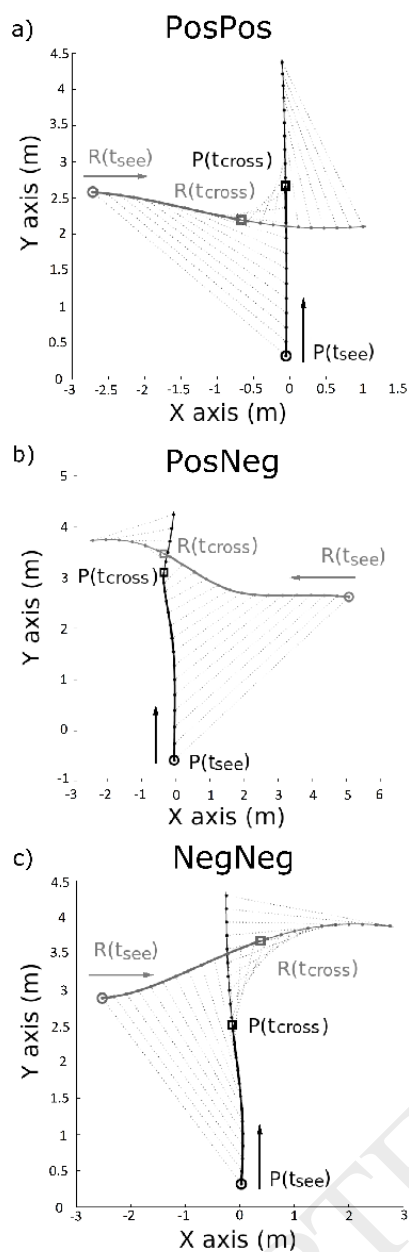 a) PosPos
4.5
4
3.5
3
2.5
2
1.5
1
0.5
0
R(tsee)
P(tcross)
R(tcross)
P(tsee)
-2.5 -2 -1.5 -1 -0.5 0 0.5 1 1.5
X axis (m)
Y axis (m)
b) PosNeg
5
4
3
2
1
0
-1
R(tcross)
R(tsee)
P(tcross)
P(tsee)
-3 -2 -1 0 1 2 3 4 5 6
X axis (m)
Y axis (m)
c) NegNeg
4.5
4
3.5
3
2.5
2
1.5
1
0.5
0
R(tsee)
R(tcross)
P(tcross)
P(tsee)
-3 -2 -1 0 1 2 3
X axis (m)
Y axis (m)